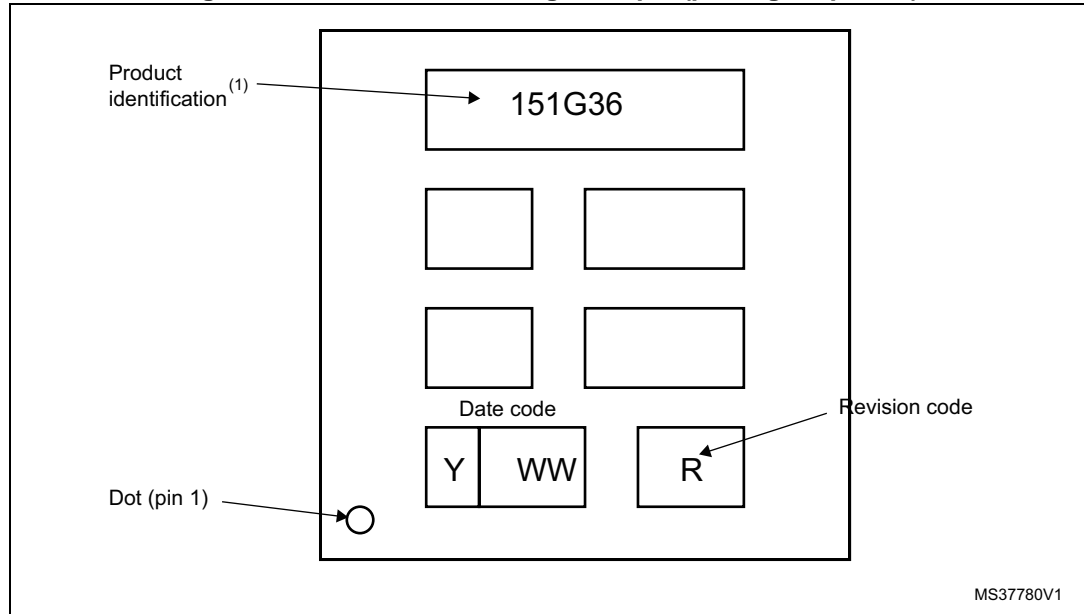 Product
identification (1)
151G36
Date code
Revision code
Y WW R
Dot (pin 1)
MS37780V1